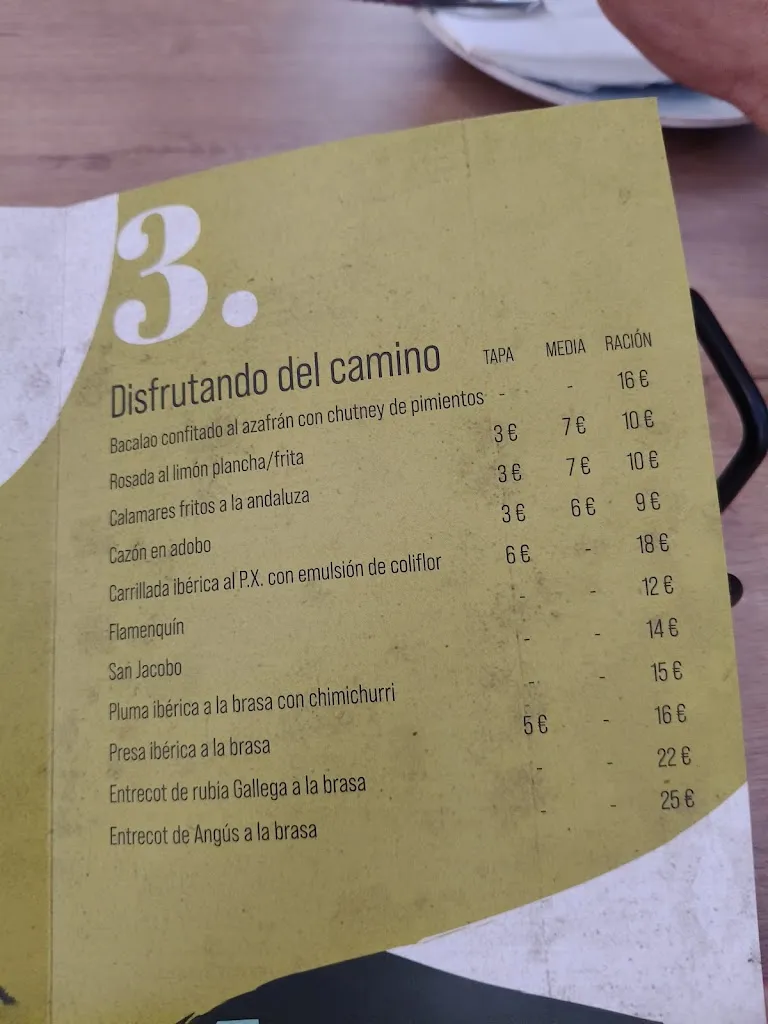 3.
Disfrutando del camino TAPA MEDIA RACIÓN
Bacalao confitado al azafrán con chutney de pimientos - - 16 €
Rosada al limón plancha/frita 3 € 7 € 10 €
Calamares fritos a la andaluza 3 € 7 € 10 €
Cazón en adobo 3 € 6 € 9 €
Carrillada ibérica al P.X. con emulsión de coliflor 6 € - 18 €
Flamenquín - - 12 €
San Jacobo - - 14 €
Pluma ibérica a la brasa con chimichurri - - 15 €
Presa ibérica a la brasa 5 € - 16 €
Entrecot de rubia Gallega a la brasa - - 22 €
Entrecot de Angús a la brasa - - 25 €